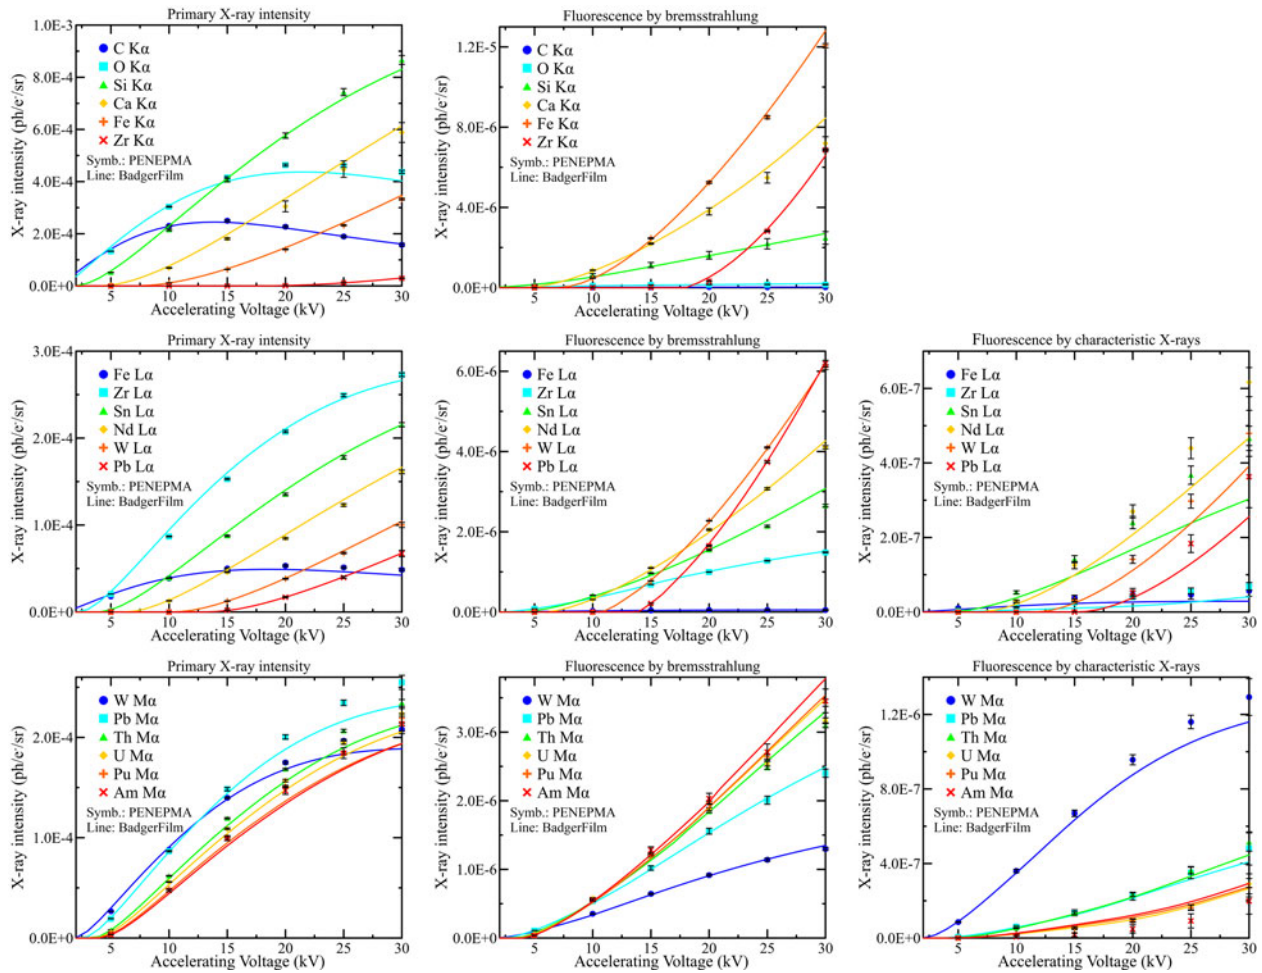 Primary X-ray intensity
X-ray intensity (ph/e-/sr)
1.0E-3
8.0E-4
6.0E-4
4.0E-4
2.0E-4
0.0E+0
C Kα
O Kα
Si Kα
Ca Kα
Fe Kα
Zr Kα
Symb.: PENEPMA
Line: BadgerFilm
5 10 15 20 25 30
Accelerating Voltage (kV)
Fluorescence by bremsstrahlung
X-ray intensity (ph/e-/sr)
1.2E-5
8.0E-6
4.0E-6
0.0E+0
C Kα
O Kα
Si Kα
Ca Kα
Fe Kα
Zr Kα
Symb.: PENEPMA
Line: BadgerFilm
5 10 15 20 25 30
Accelerating Voltage (kV)
Primary X-ray intensity
X-ray intensity (ph/e-/sr)
3.0E-4
2.0E-4
1.0E-4
0.0E+0
Fe Lα
Zr Lα
Sn Lα
Nd Lα
W Lα
Pb Lα
Symb.: PENEPMA
Line: BadgerFilm
5 10 15 20 25 30
Accelerating Voltage (kV)
Fluorescence by bremsstrahlung
X-ray intensity (ph/e-/sr)
6.0E-6
4.0E-6
2.0E-6
0.0E+0
Fe Lα
Zr Lα
Sn Lα
Nd Lα
W Lα
Pb Lα
Symb.: PENEPMA
Line: BadgerFilm
5 10 15 20 25 30
Accelerating Voltage (kV)
Fluorescence by characteristic X-rays
X-ray intensity (ph/e-/sr)
6.0E-7
4.0E-7
2.0E-7
0.0E+0
Fe Lα
Zr Lα
Sn Lα
Nd Lα
W Lα
Pb Lα
Symb.: PENEPMA
Line: BadgerFilm
5 10 15 20 25 30
Accelerating Voltage (kV)
Primary X-ray intensity
X-ray intensity (ph/e-/sr)
2.0E-4
1.0E-4
0.0E+0
W Mα
Pb Mα
Th Mα
U Mα
Pu Mα
Am Mα
Symb.: PENEPMA
Line: BadgerFilm
5 10 15 20 25 30
Accelerating Voltage (kV)
Fluorescence by bremsstrahlung
X-ray intensity (ph/e-/sr)
3.0E-6
2.0E-6
1.0E-6
0.0E+0
W Mα
Pb Mα
Th Mα
U Mα
Pu Mα
Am Mα
Symb.: PENEPMA
Line: BadgerFilm
5 10 15 20 25 30
Accelerating Voltage (kV)
Fluorescence by characteristic X-rays
X-ray intensity (ph/e-/sr)
1.2E-6
8.0E-7
4.0E-7
0.0E+0
W Mα
Pb Mα
Th Mα
U Mα
Pu Mα
Am Mα
Symb.: PENEPMA
Line: BadgerFilm
5 10 15 20 25 30
Accelerating Voltage (kV)